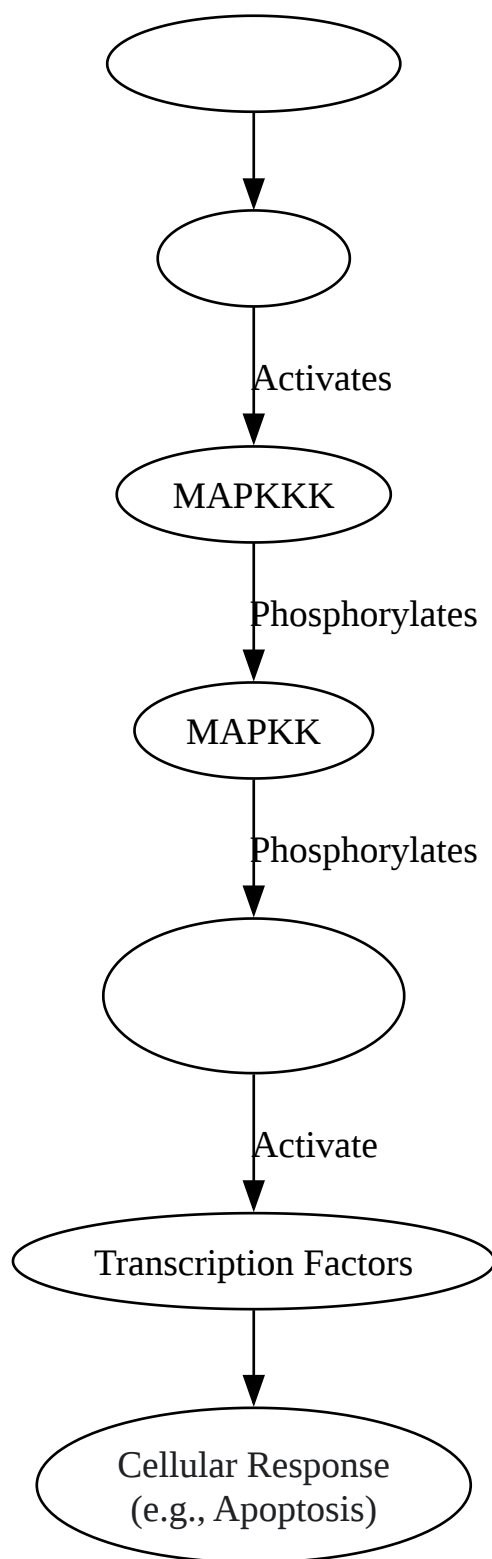 Activates
MAPKKK
Phosphorylates
MAPKK
Phosphorylates
Activate
Transcription Factors
Cellular Response
(e.g., Apoptosis)